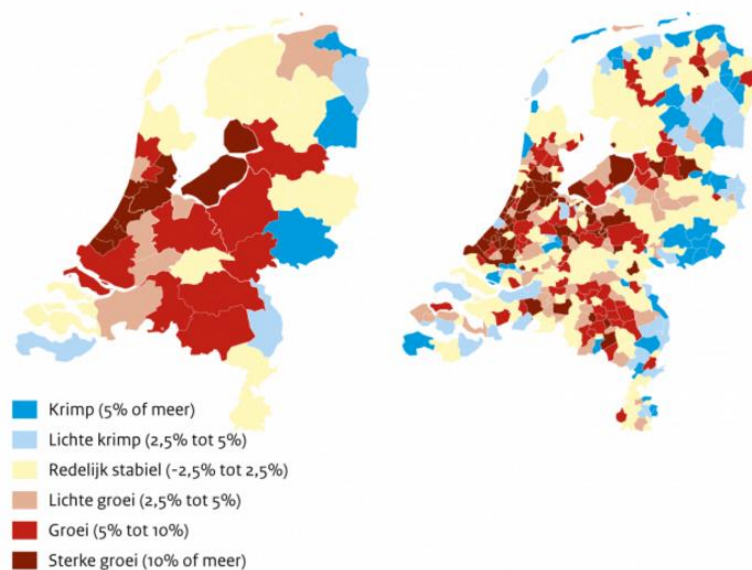 Krimp (5% of meer)
Lichte krimp (2,5% tot 5%)
Redelijk stabiel (-2,5% tot 2,5%)
Lichte groei (2,5% tot 5%)
Groei (5% tot 10%)
Sterke groei (10% of meer)